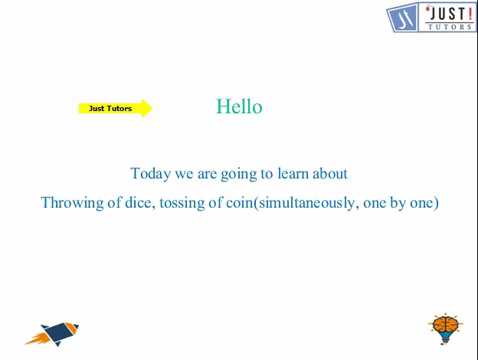 JUST!
TUTORS
Just Tutors
Hello
Today we are going to learn about
Throwing of dice, tossing of coin(simultaneously, one by one)